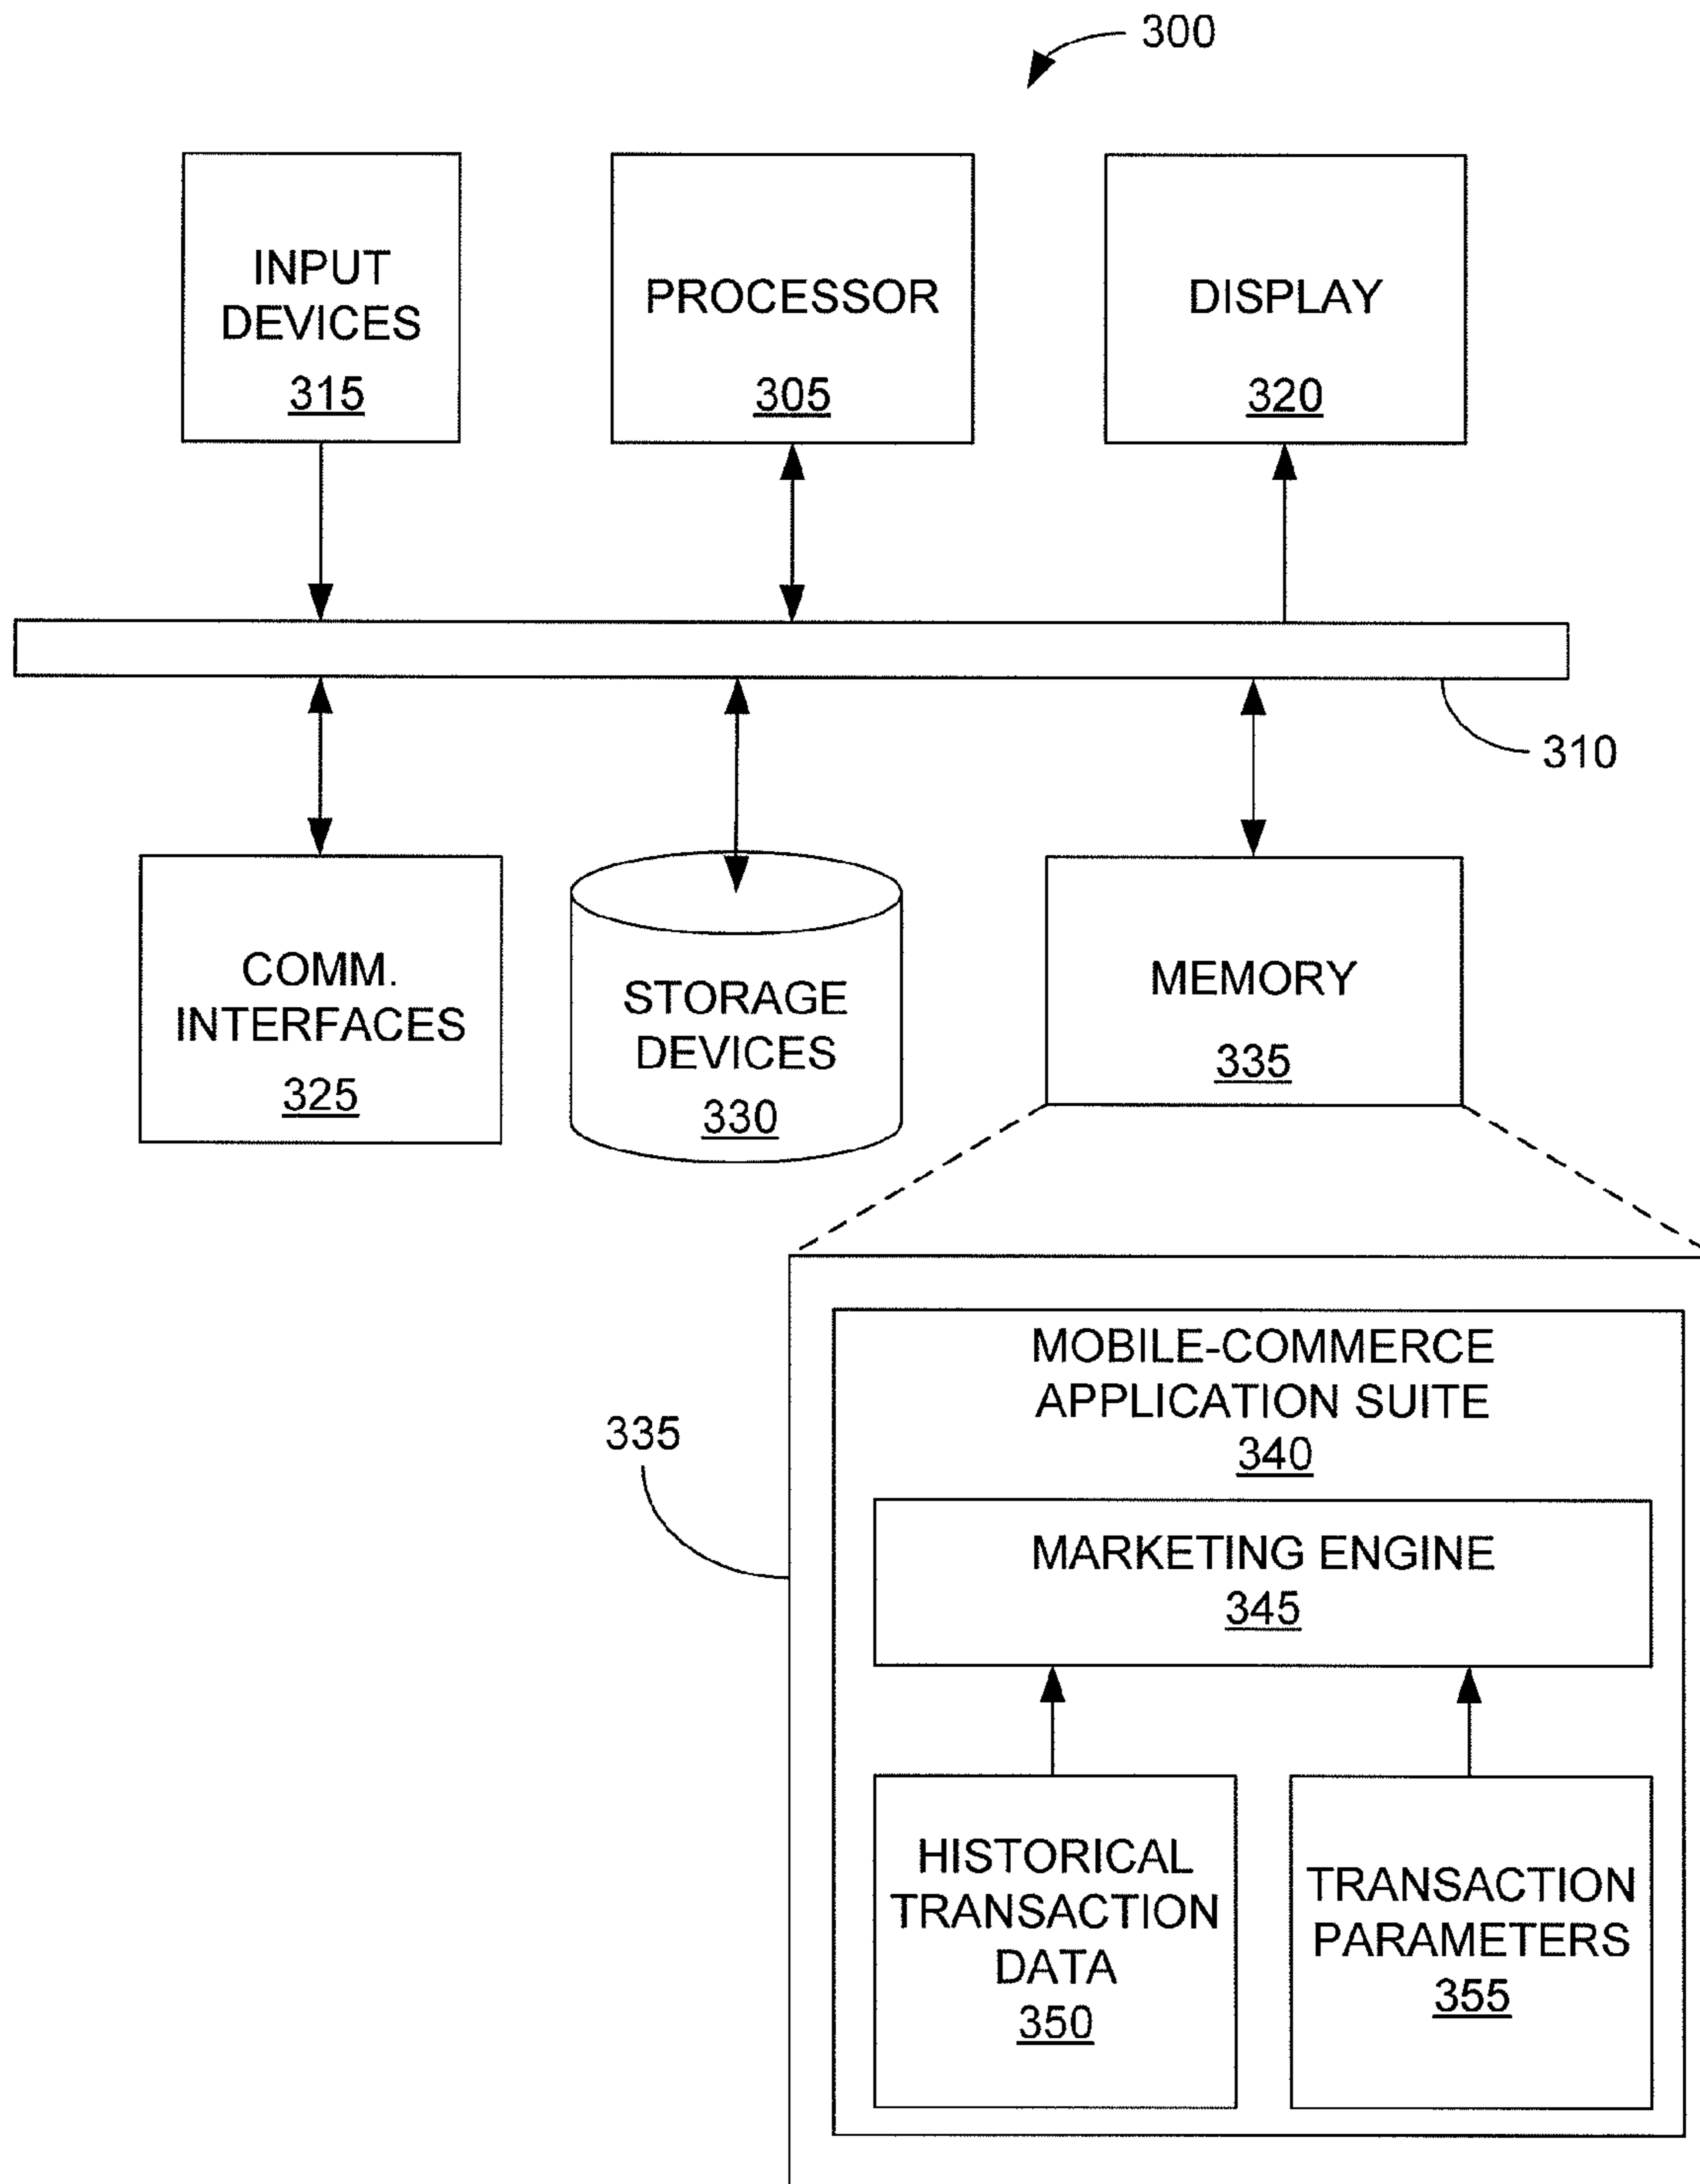 300
INPUT
DEVICES
315
PROCESSOR
305
DISPLAY
320
310
COMM.
INTERFACES
325
STORAGE
DEVICES
330
MEMORY
335
335
MOBILE-COMMERCE
APPLICATION SUITE
340
MARKETING ENGINE
345
HISTORICAL
TRANSACTION
DATA
350
TRANSACTION
PARAMETERS
355